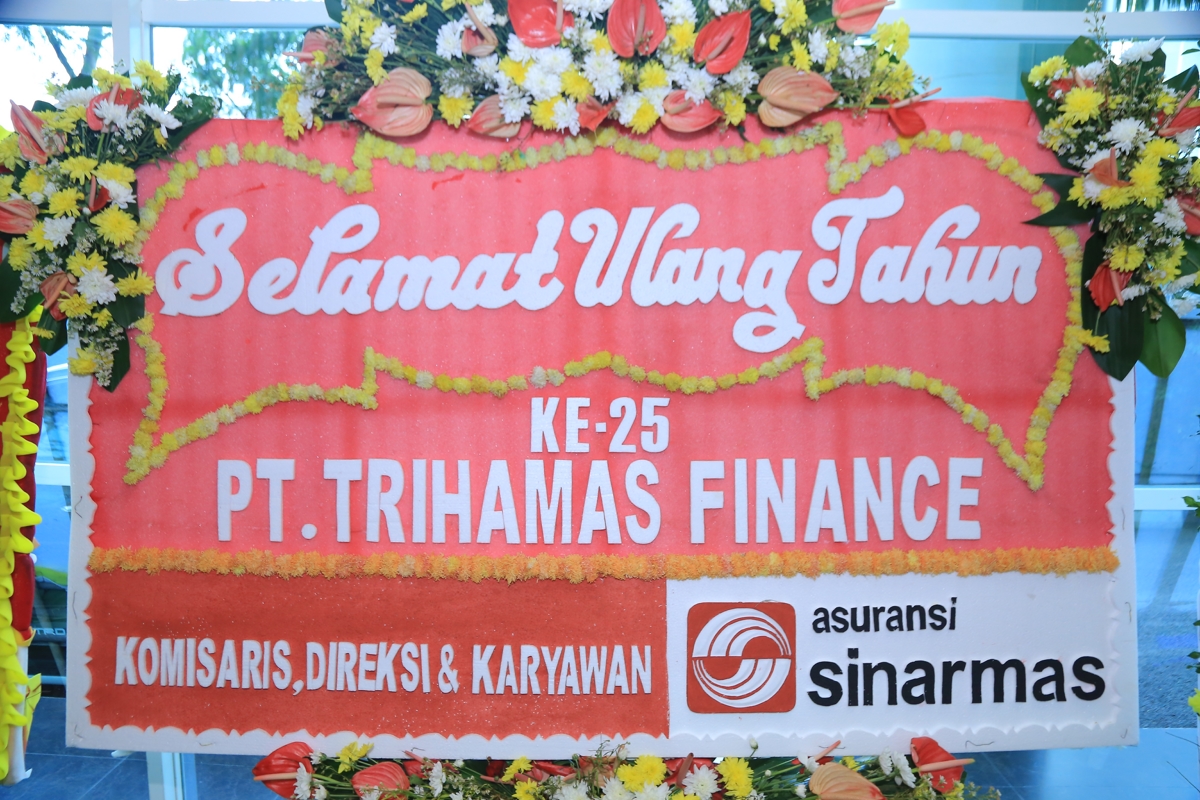 Selamat Ulang Tahun
KE-25
PT. TRIHAMAS FINANCE
KOMISARIS, DIREKSI & KARYAWAN
asuransi
sinarmas